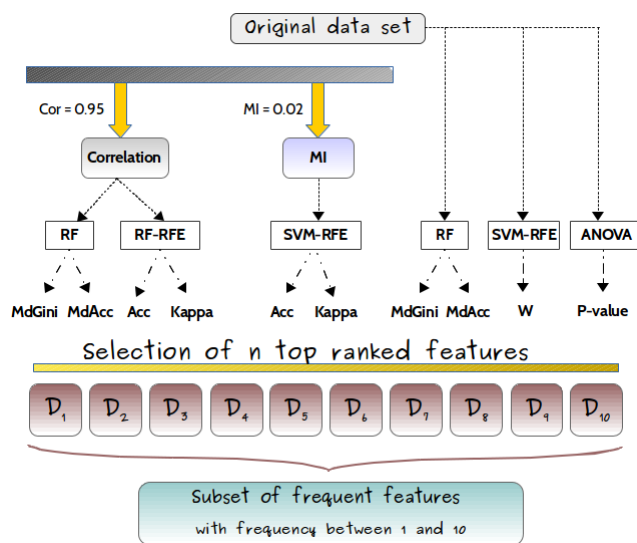 Original data set
Cor = 0.95 MI = 0.02
Correlation MI
RF RF-RFE SVM-RFE RF SVM-RFE ANOVA
MdGini MdAcc Acc Kappa Acc Kappa MdGini MdAcc W P-value
Selection of n top ranked features
D1 D2 D3 D4 D5 D6 D7 D8 D9 D10
Subset of frequent features
with frequency between 1 and 10